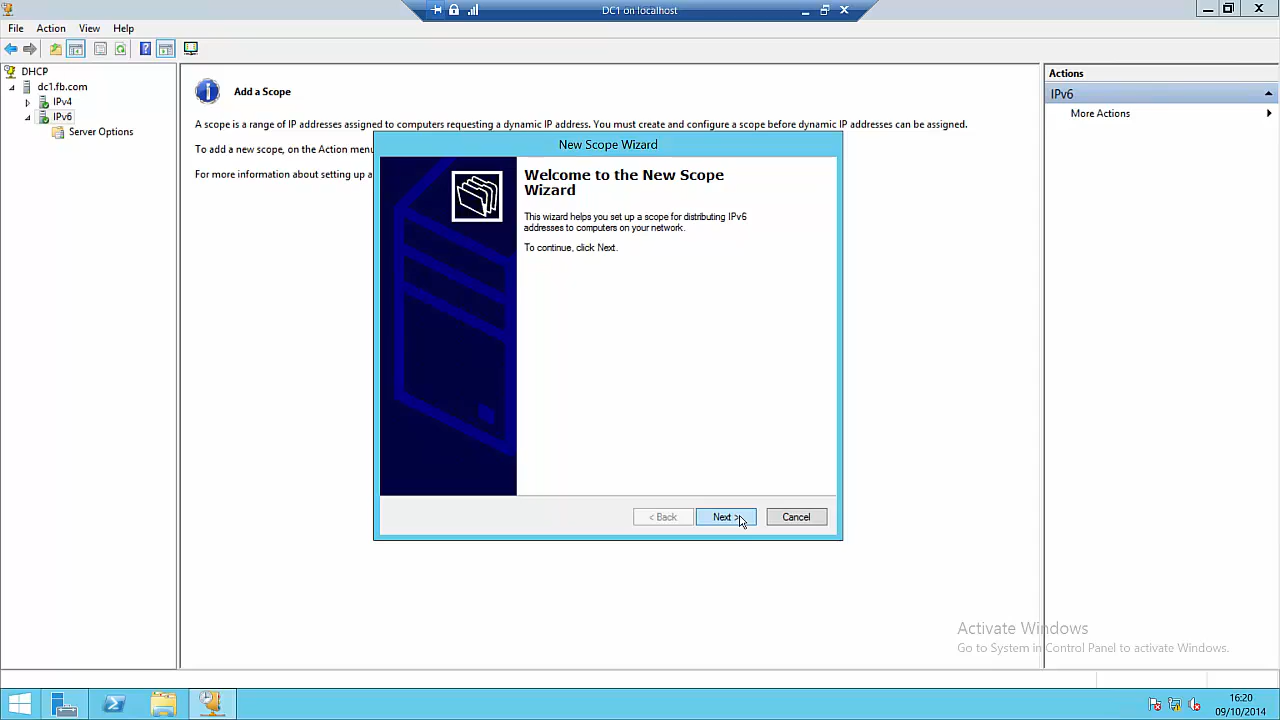 DC1 on localhost
File Action View Help
DHCP
dc1.fb.com
IPv4
IPv6
Server Options
Add a Scope
A scope is a range of IP addresses assigned to computers requesting a dynamic IP address. You must create and configure a scope before dynamic IP addresses can be assigned.
To add a new scope, on the Action menu
For more information about setting up a
New Scope Wizard
Welcome to the New Scope
Wizard
This wizard helps you set up a scope for distributing IPv6
addresses to computers on your network.
To continue, click Next.
< Back Next > Cancel
Actions
IPv6
More Actions
Activate Windows
Go to System in Control Panel to activate Windows.
16:20
09/10/2014